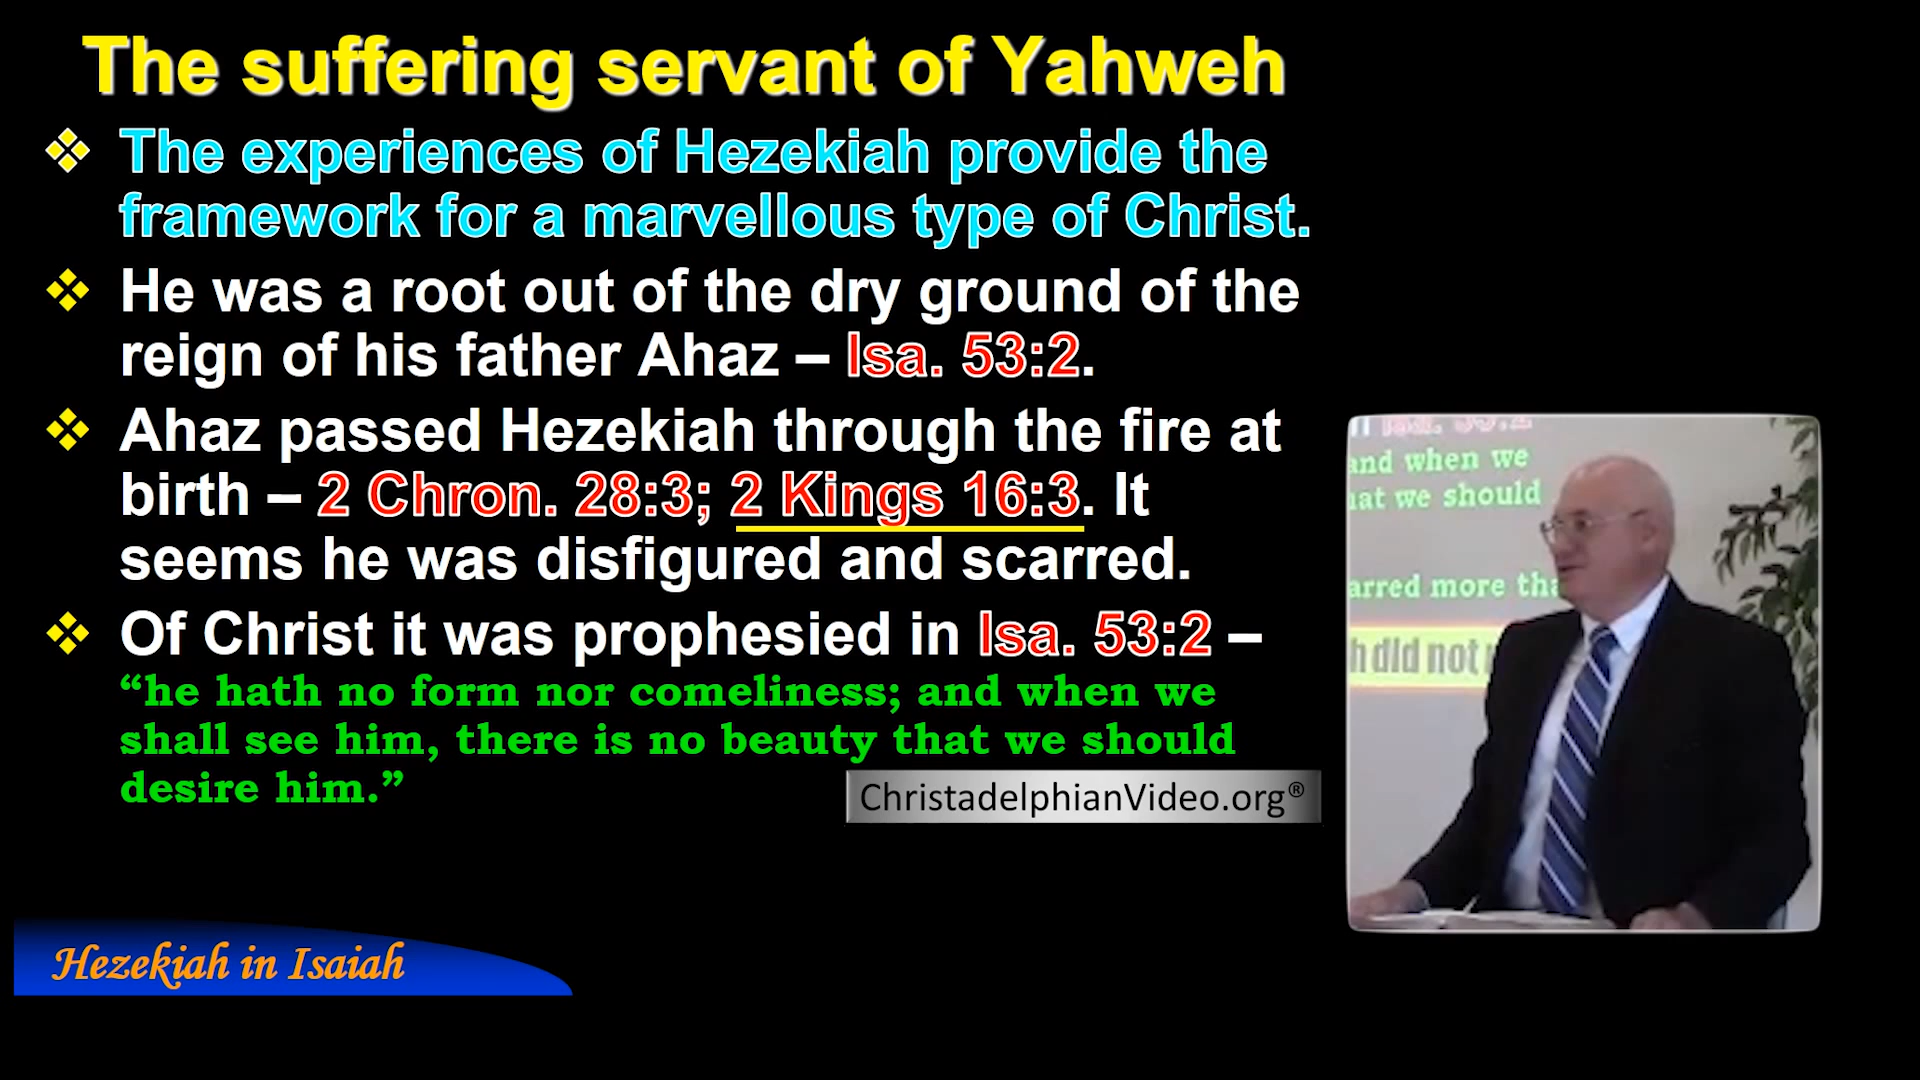 The suffering servant of Yahweh
❖ The experiences of Hezekiah provide the
framework for a marvellous type of Christ.
❖ He was a root out of the dry ground of the
reign of his father Ahaz – Isa. 53:2.
❖ Ahaz passed Hezekiah through the fire at
birth – 2 Chron. 28:3; 2 Kings 16:3. It
seems he was disfigured and scarred.
❖ Of Christ it was prophesied in Isa. 53:2 –
“he hath no form nor comeliness; and when we
shall see him, there is no beauty that we should
desire him.”
ChristadelphianVideo.org®
Hezekiah in Isaiah
and when we
we should
more
did not